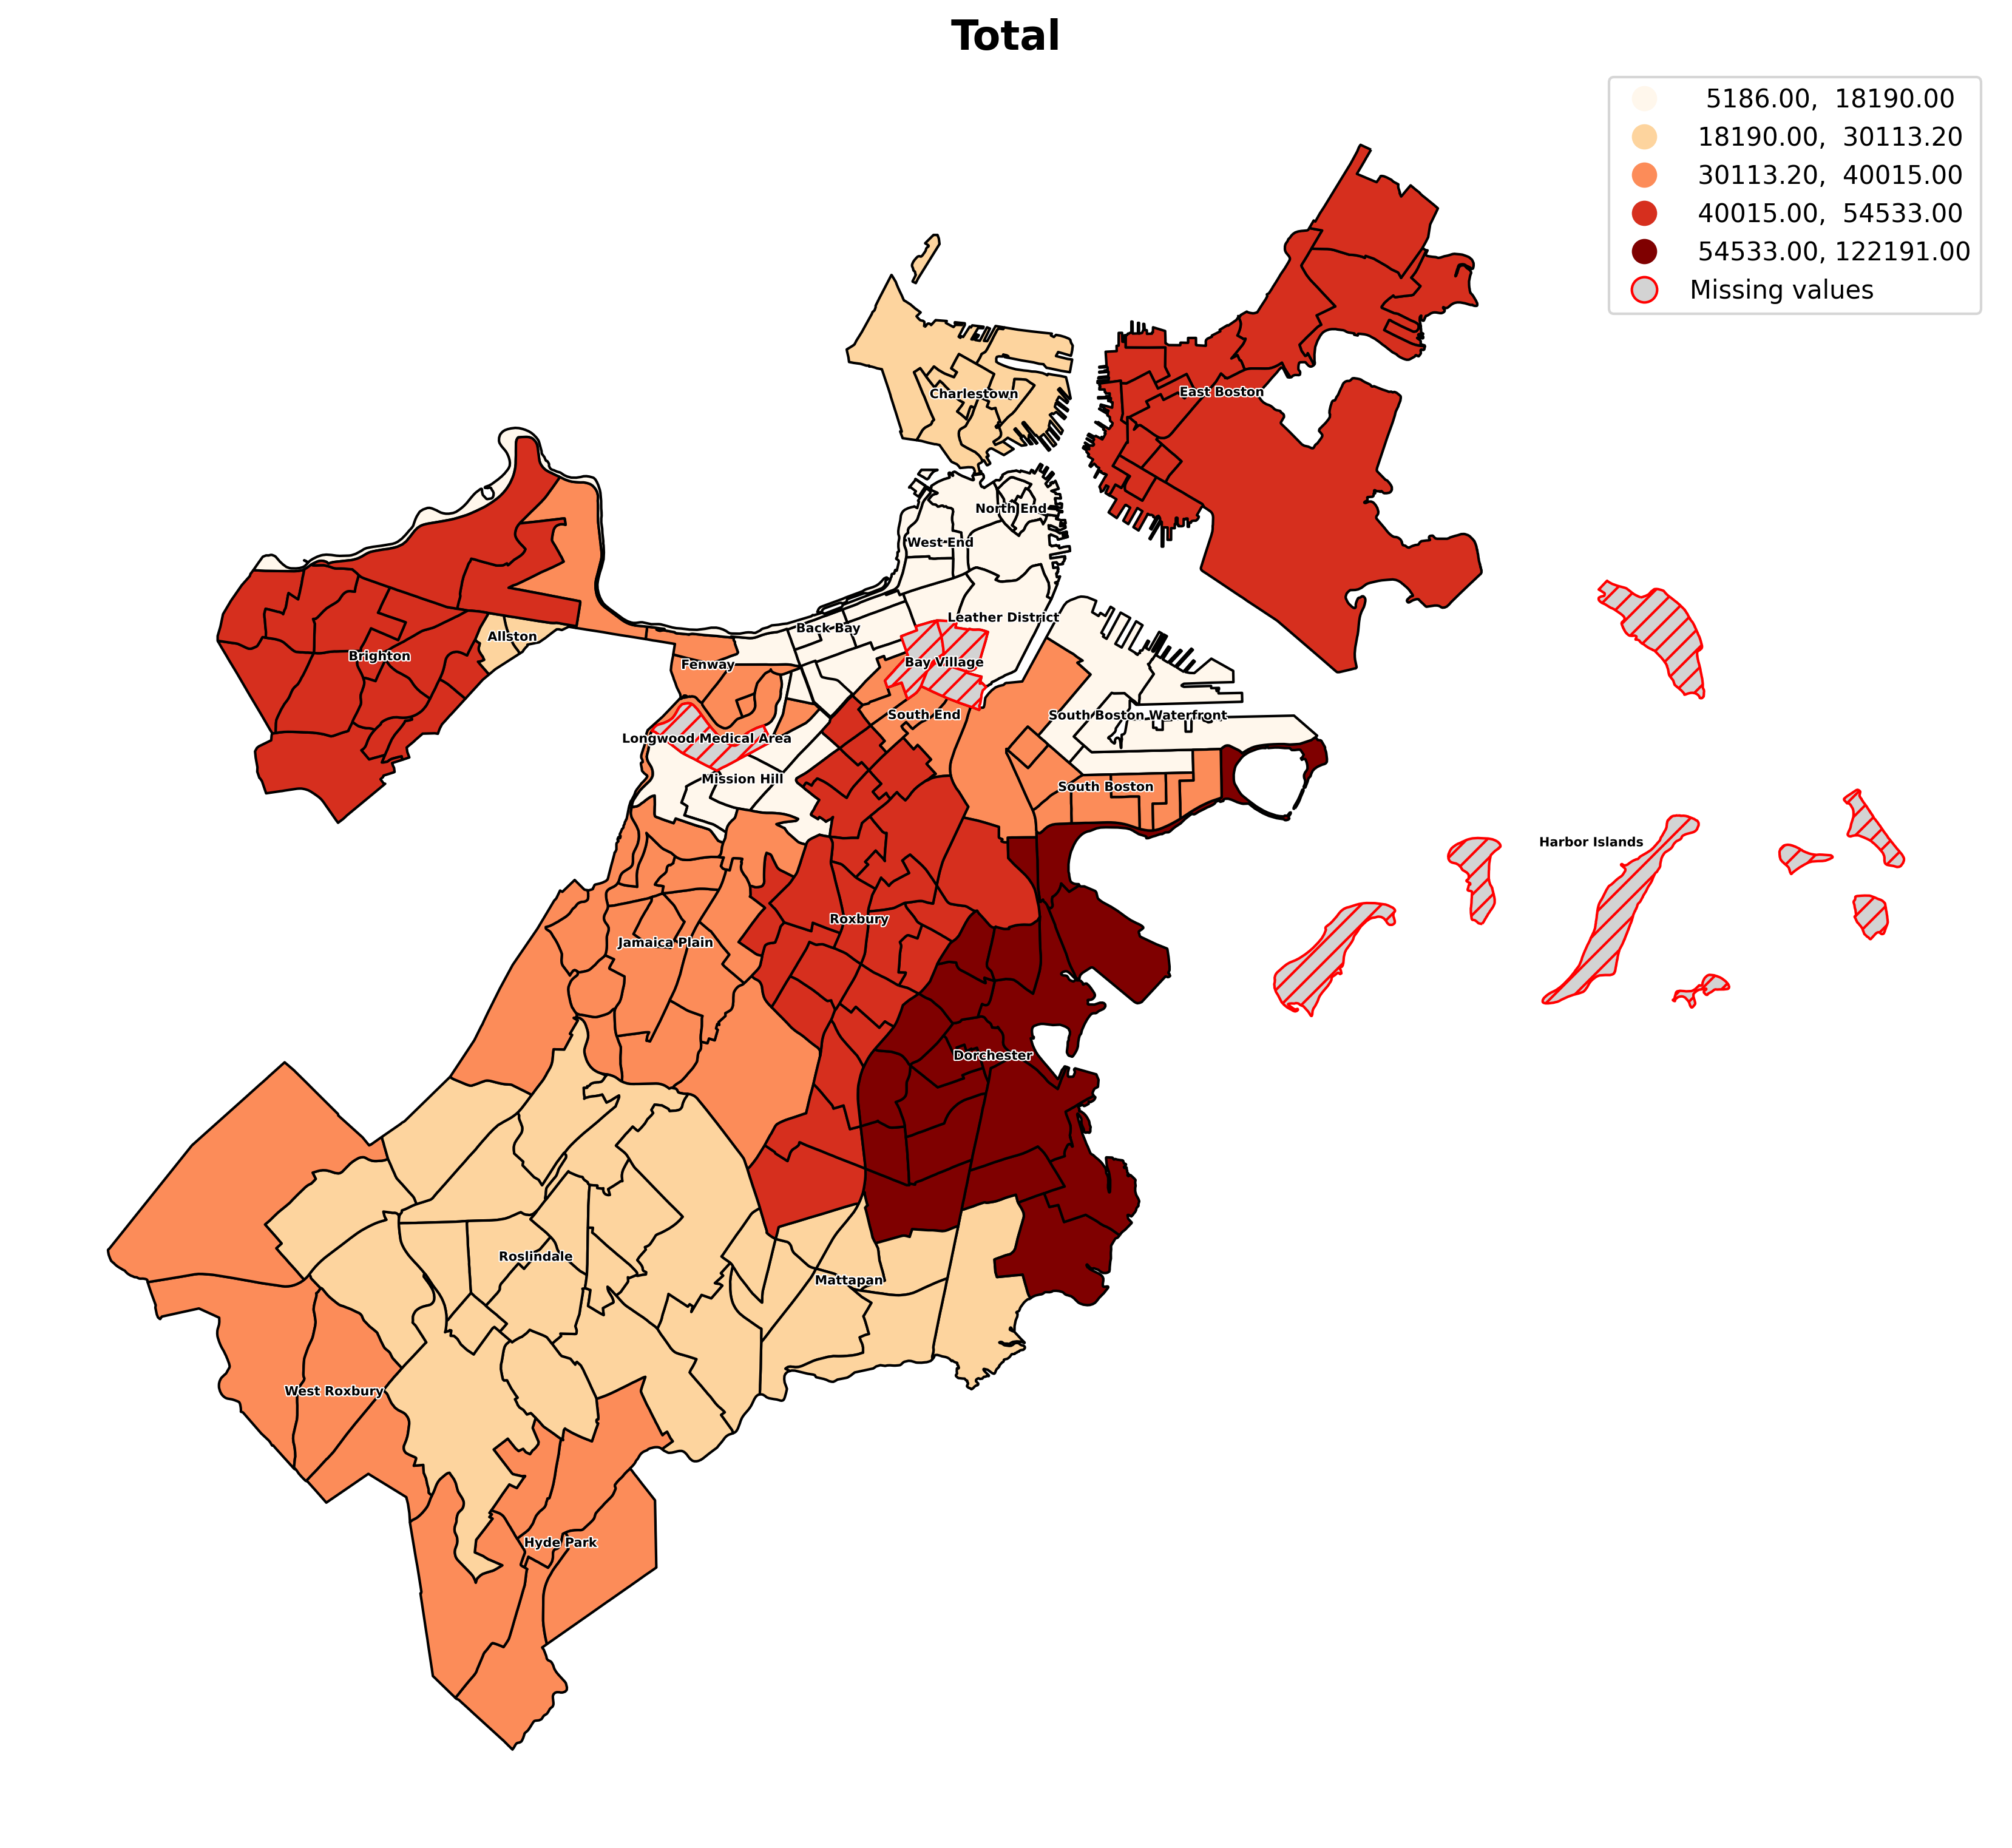 Total
5186.00, 18190.00
18190.00, 30113.20
30113.20, 40015.00
40015.00, 54533.00
54533.00, 122191.00
Missing values
Charlestown
East Boston
North End
West End
Leather District
Back Bay
Allston
Brighton
Bay Village
Fenway
South End
South Boston Waterfront
Longwood Medical Area
Mission Hill
South Boston
Harbor Islands
Roxbury
Jamaica Plain
Dorchester
Roslindale
Mattapan
West Roxbury
Hyde Park